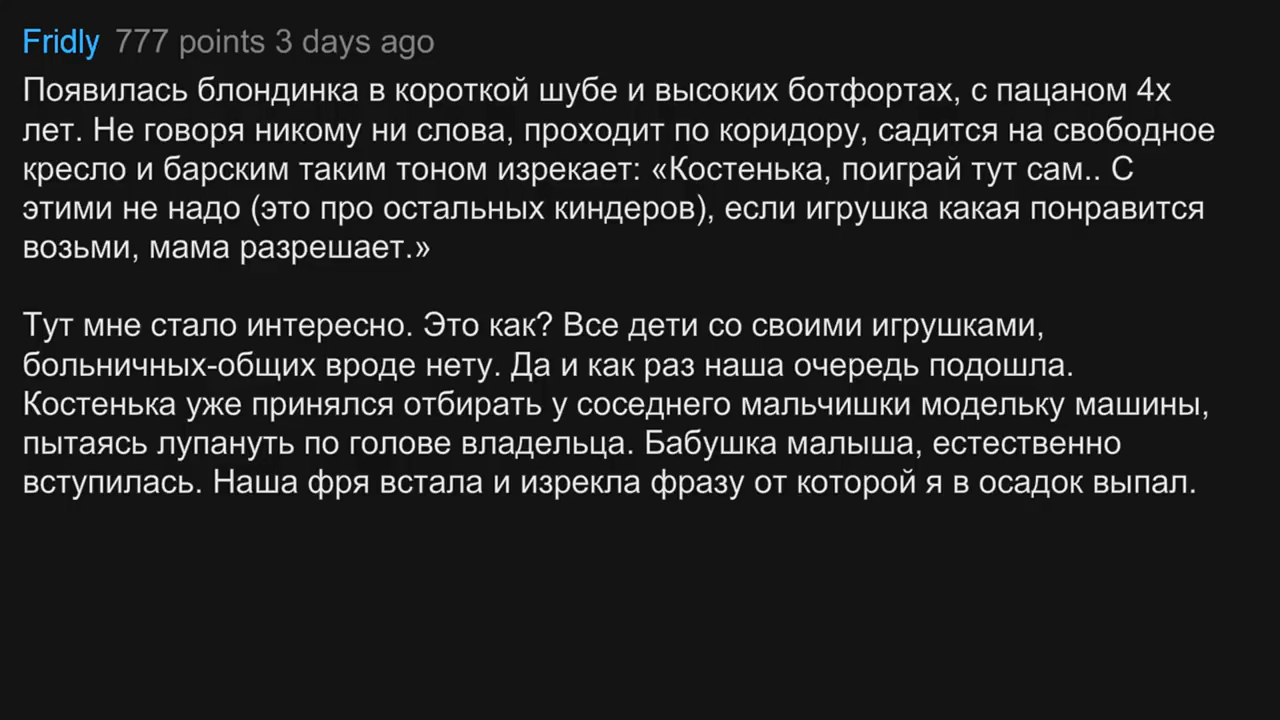 Fridly 777 points 3 days ago
Появилась блондинка в короткой шубе и высоких ботфортах, с пацаном 4х
лет. Не говоря никому ни слова, проходит по коридору, садится на свободное
кресло и барским таким тоном изрекает: «Костенька, поиграй тут сам.. С
этими не надо (это про остальных киндеров), если игрушка какая понравится
возьми, мама разрешает.»
Тут мне стало интересно. Это как? Все дети со своими игрушками,
больничных-общих вроде нету. Да и как раз наша очередь подошла.
Костенька уже принялся отбирать у соседнего мальчишки модельку машины,
пытаясь лупануть по голове владельца. Бабушка малыша, естественно
вступилась. Наша фря встала и изрекла фразу от которой я в осадок выпал.